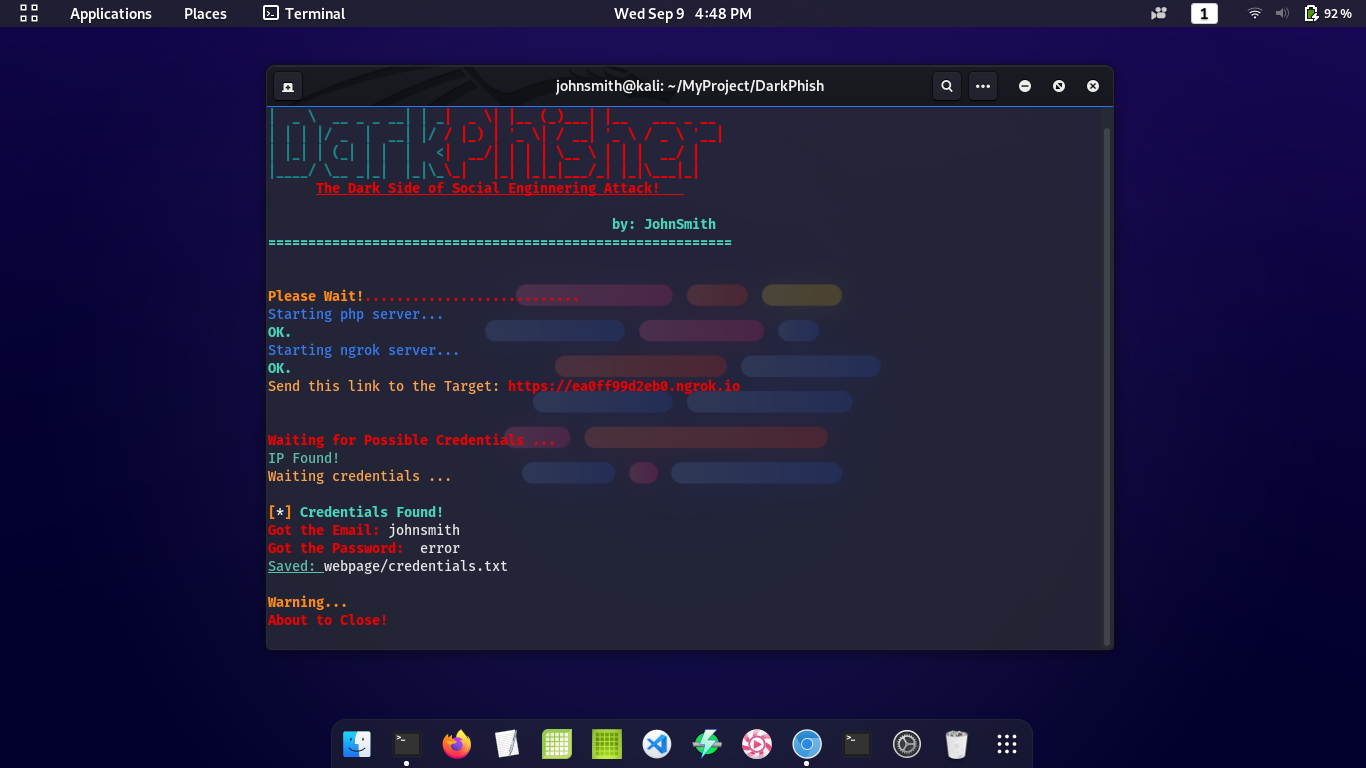 Applications Places Terminal Wed Sep 9 4:48 PM 1 92 %
johnsmith@kali: ~/MyProject/DarkPhish
DarkPhisher
The Dark Side of Social Enginnering Attack!
by: JohnSmith
==========================================================
Please Wait!...........................
Starting php server...
OK.
Starting ngrok server...
OK.
Send this link to the Target: https://ea0ff99d2eb0.ngrok.io
Waiting for Possible Credentials ...
IP Found!
Waiting credentials ...
[*] Credentials Found!
Got the Email: johnsmith
Got the Password: error
Saved: webpage/credentials.txt
Warning...
About to Close!